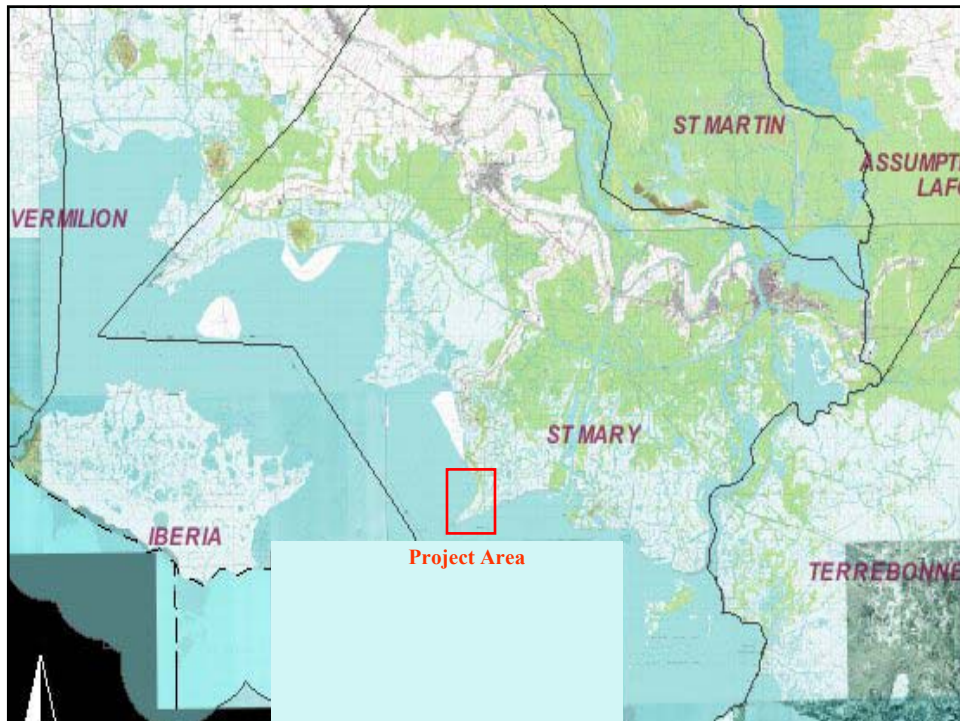 ST MARTIN
ASSUMPT
LAFO
VERMILION
ST MARY
IBERIA
Project Area
TERREBONNE